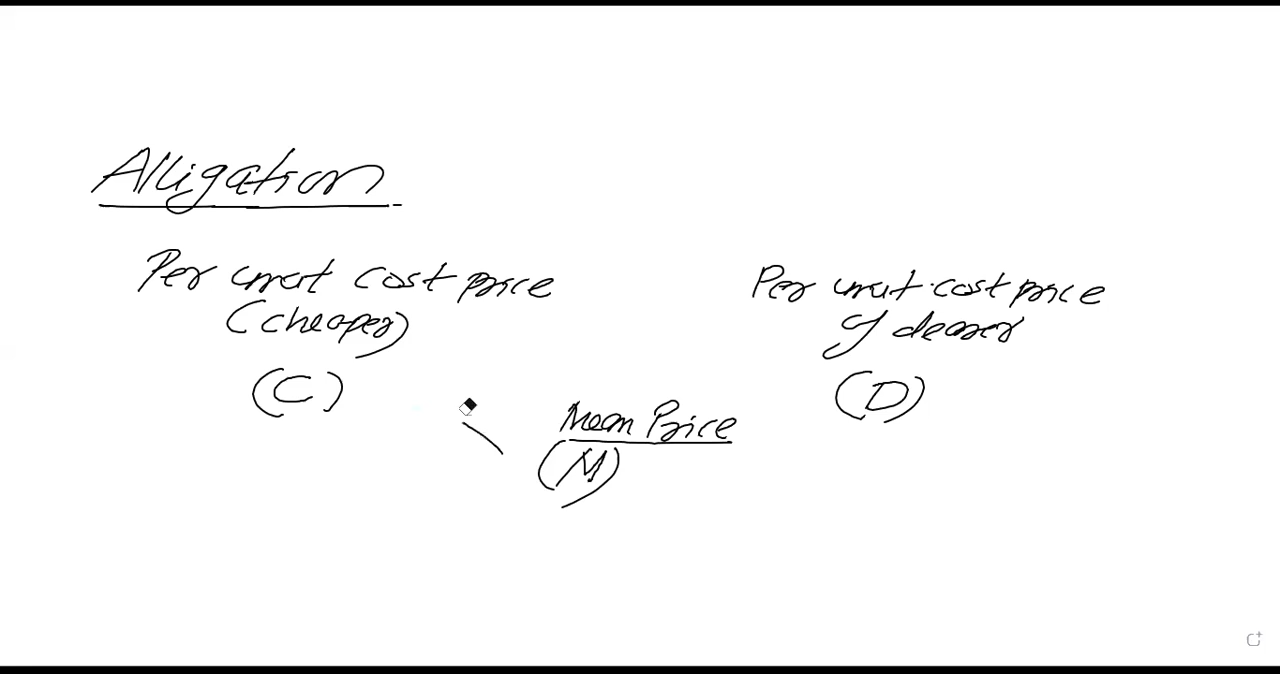 Alligation
Per unit cost price
(cheaper)
Per unit cost price
of dearer
(C)
(D)
Mean Price
(M)